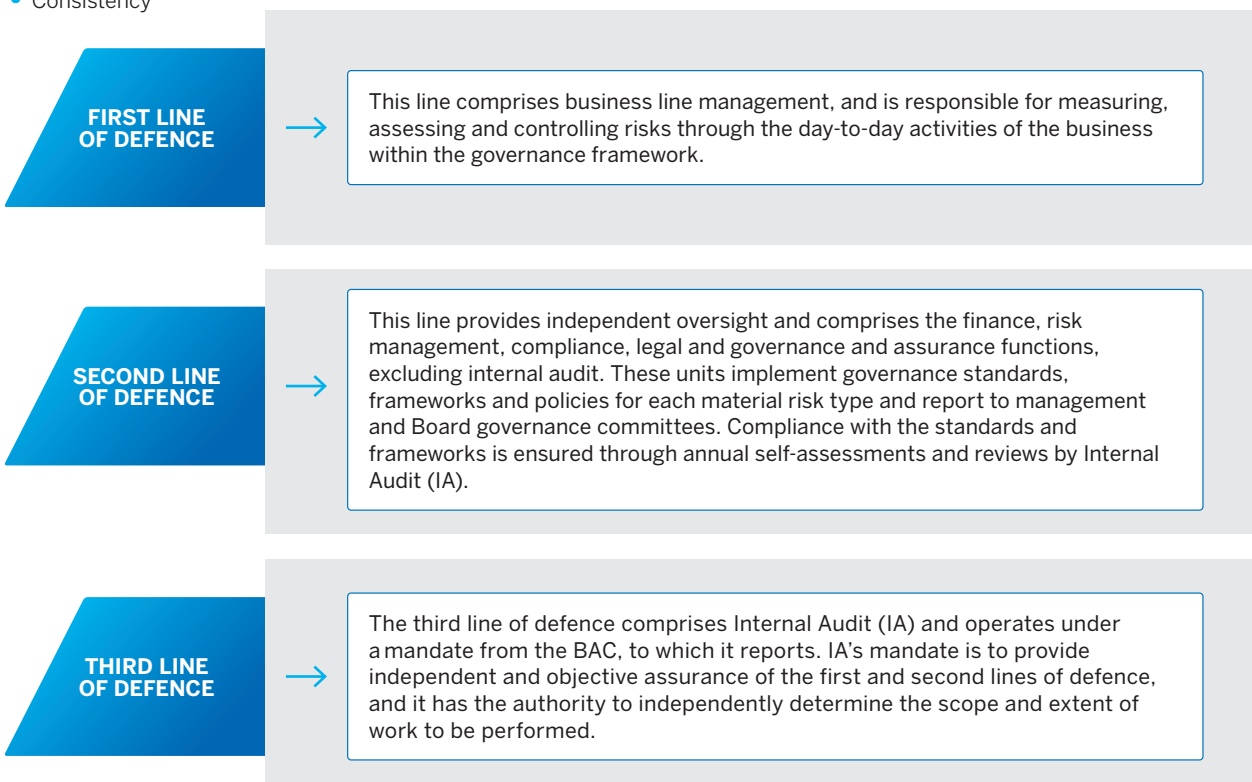 • Consistency
FIRST LINE
OF DEFENCE
This line comprises business line management, and is responsible for measuring,
assessing and controlling risks through the day-to-day activities of the business
within the governance framework.
SECOND LINE
OF DEFENCE
This line provides independent oversight and comprises the finance, risk
management, compliance, legal and governance and assurance functions,
excluding internal audit. These units implement governance standards,
frameworks and policies for each material risk type and report to management
and Board governance committees. Compliance with the standards and
frameworks is ensured through annual self-assessments and reviews by Internal
Audit (IA).
THIRD LINE
OF DEFENCE
The third line of defence comprises Internal Audit (IA) and operates under
a mandate from the BAC, to which it reports. IA's mandate is to provide
independent and objective assurance of the first and second lines of defence,
and it has the authority to independently determine the scope and extent of
work to be performed.